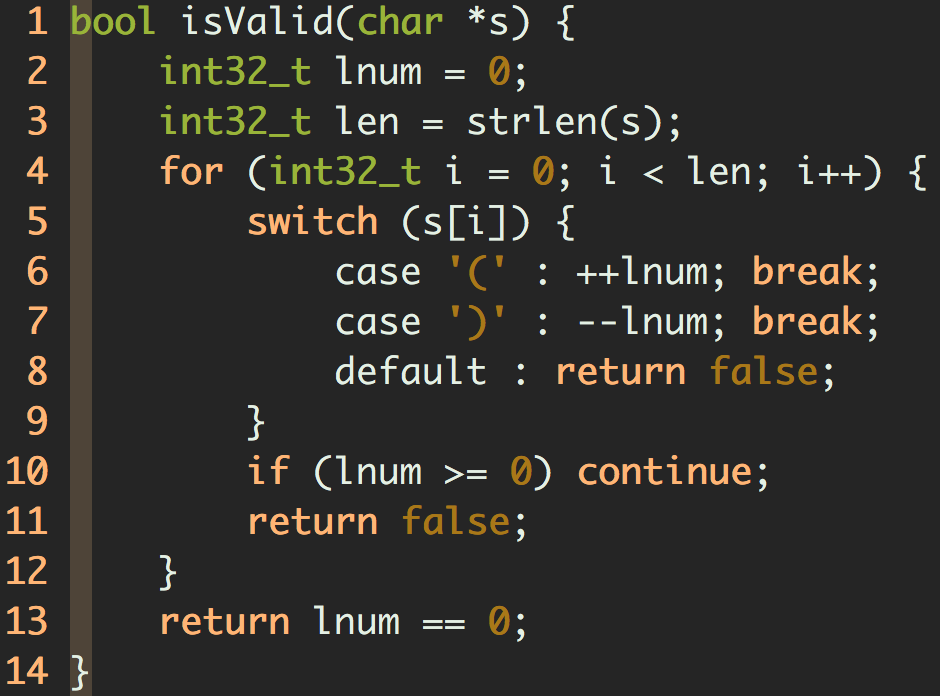 1 bool isValid(char *s) {
2     int32_t lnum = 0;
3     int32_t len = strlen(s);
4     for (int32_t i = 0; i < len; i++) {
5         switch (s[i]) {
6             case '(' : ++lnum; break;
7             case ')' : --lnum; break;
8             default : return false;
9         }
10         if (lnum >= 0) continue;
11         return false;
12     }
13     return lnum == 0;
14 }